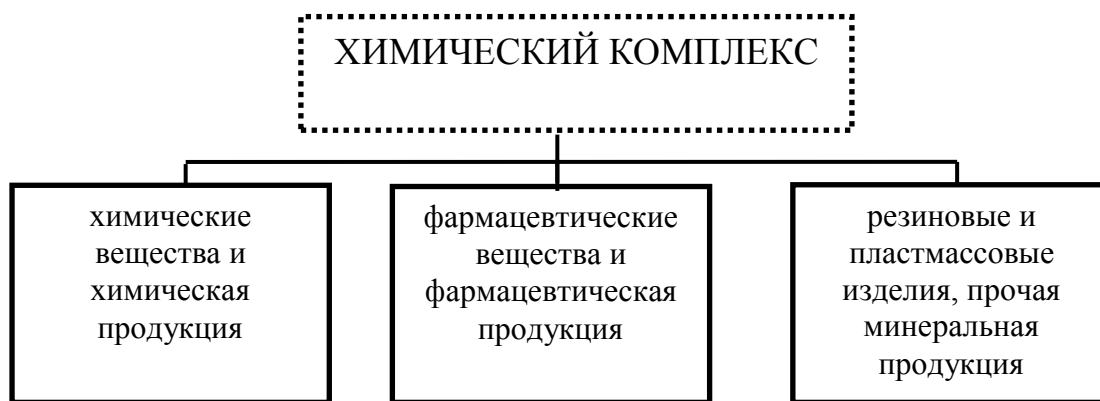 ХИМИЧЕСКИЙ КОМПЛЕКС
химические
вещества и
химическая
продукция
фармацевтические
вещества и
фармацевтическая
продукция
резиновые и
пластмассовые
изделия, прочая
минеральная
продукция